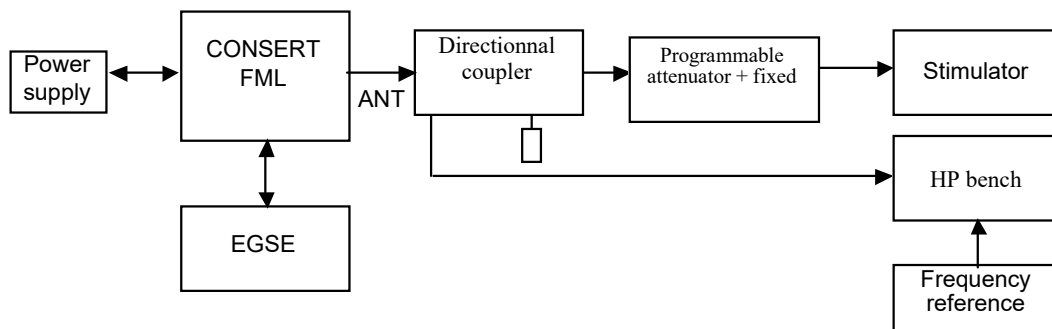 Power
supply
CONSERT
FML
ANT
Directionnal
coupler
Programmable
attenuator + fixed
Stimulator
HP bench
EGSE
Frequency
reference